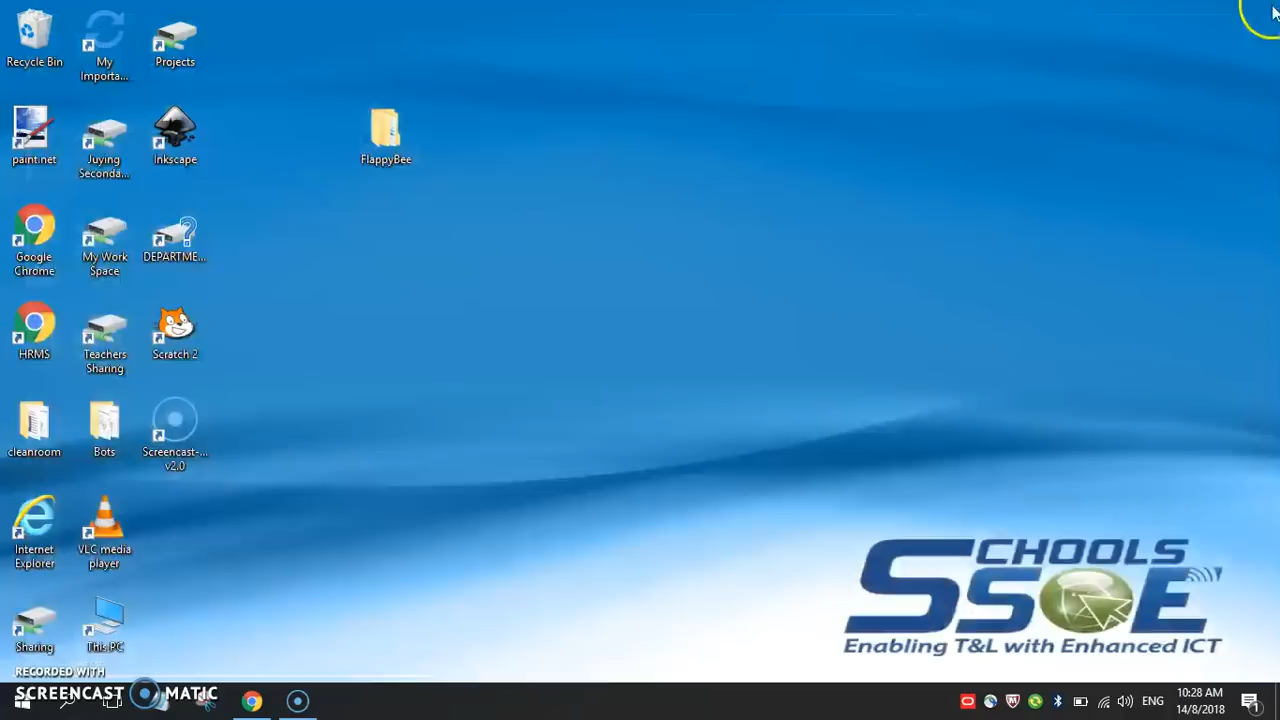 Recycle Bin
My
Importa...
Projects
paint.net
Juying
Seconda...
Inkscape
FlappyBee
Google
Chrome
My Work
Space
DEPARTME...
HRMS
Teachers
Sharing
Scratch 2
cleanroom
Bots
Screencast-...
v2.0
Internet
Explorer
VLC media
player
Sharing
This PC
SCHOOLS
SSOE
Enabling T&L with Enhanced ICT
RECORDED WITH
SCREENCAST MATIC
ENG
10:28 AM
14/8/2018
1